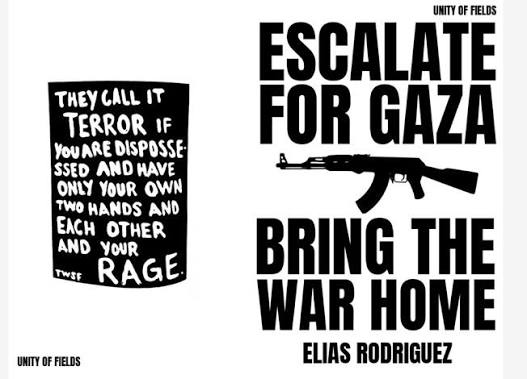 THEY CALL IT
TERROR IF
YOU ARE DISPOSSE-
SSED AND HAVE
ONLY YOUR OWN
TWO HANDS AND
EACH OTHER
AND YOUR
RAGE.
TWSF
UNITY OF FIELDS
UNITY OF FIELDS
ESCALATE
FOR GAZA
BRING THE
WAR HOME
ELIAS RODRIGUEZ